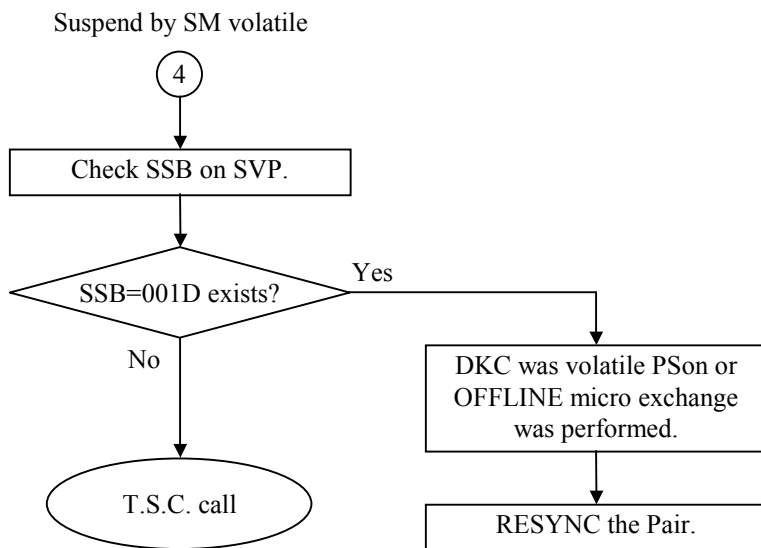 Suspend by SM volatile
4
Check SSB on SVP.
SSB=001D exists?
Yes
No
DKC was volatile PSon or
OFFLINE micro exchange
was performed.
T.S.C. call
RESYNC the Pair.